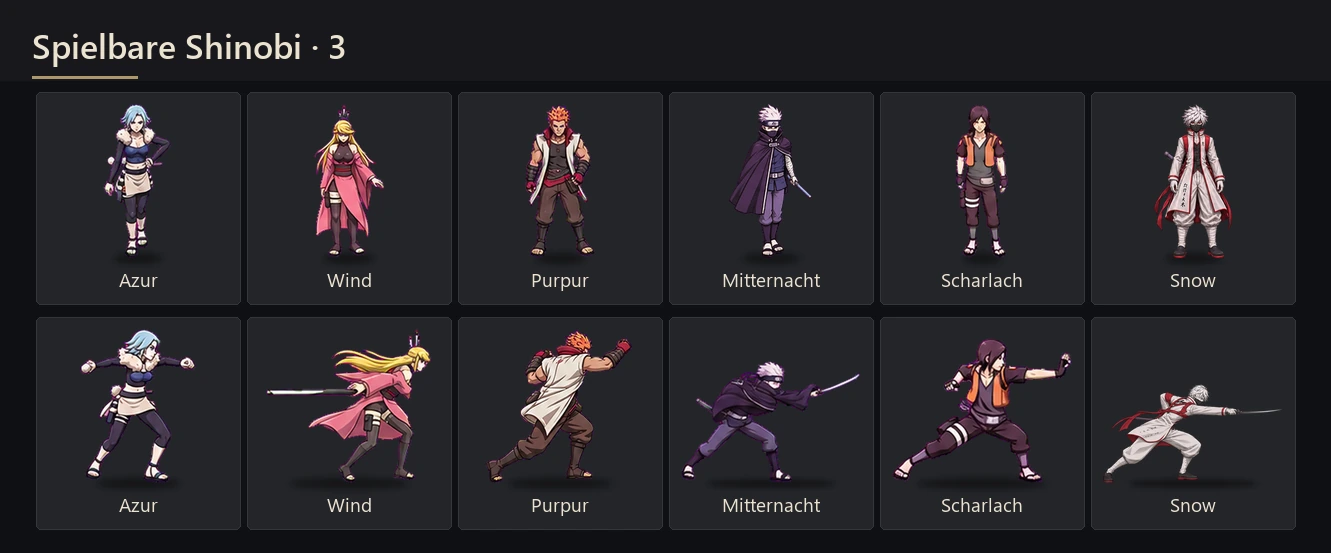 Spielbare Shinobi · 3
Azur
Wind
Purpur
Mitternacht
Scharlach
Snow
Azur
Wind
Purpur
Mitternacht
Scharlach
Snow